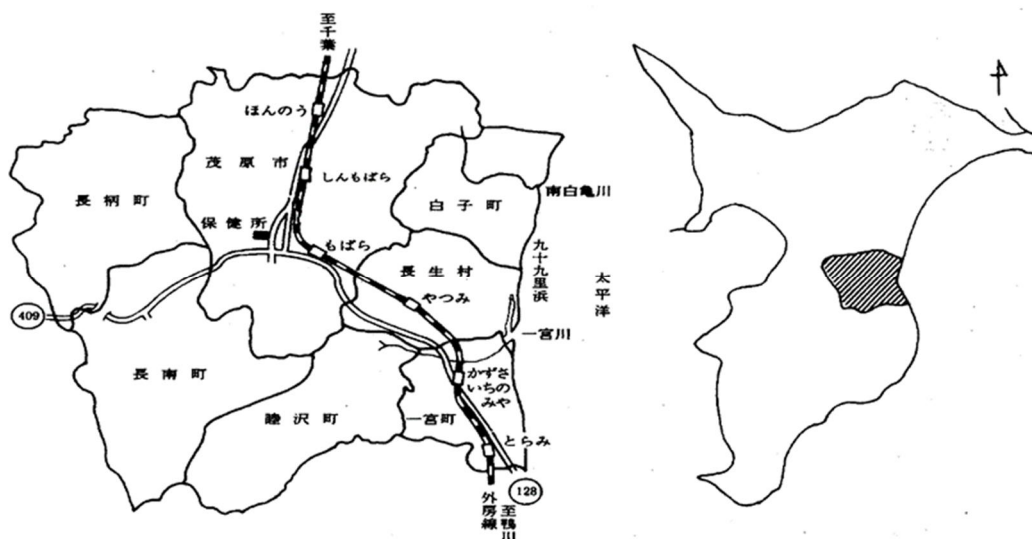 至千葉
ほんのう
茂原市
しんもばら
長柄町
保健所
もばら
白子町
南白亀川
九十九里浜
太平洋
長生村
やつみ
一宮川
409
長南町
睦沢町
かずさ
いちの
みや
一宮町
とらみ
128
外房線
至鴨川